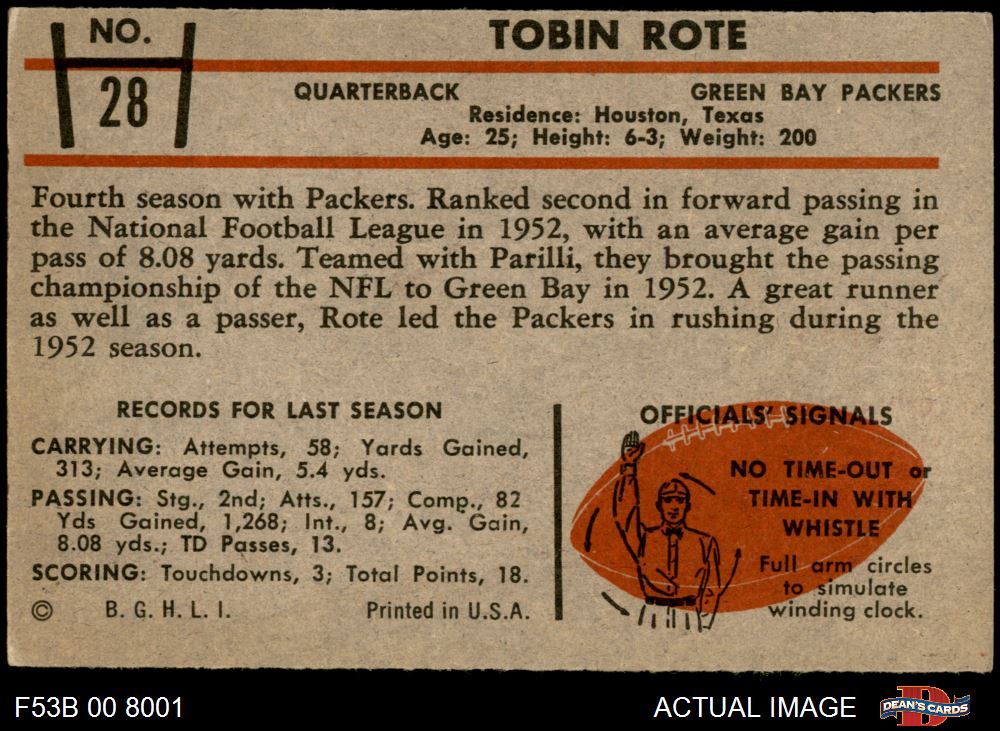 NO.
28
TOBIN ROTE
QUARTERBACK GREEN BAY PACKERS
Residence: Houston, Texas
Age: 25; Height: 6-3; Weight: 200
Fourth season with Packers. Ranked second in forward passing in
the National Football League in 1952, with an average gain per
pass of 8.08 yards. Teamed with Parilli, they brought the passing
championship of the NFL to Green Bay in 1952. A great runner
as well as a passer, Rote led the Packers in rushing during the
1952 season.
RECORDS FOR LAST SEASON
CARRYING: Attempts, 58; Yards Gained,
313; Average Gain, 5.4 yds.
PASSING: Stg., 2nd; Atts., 157; Comp., 82
Yds Gained, 1,268; Int., 8; Avg. Gain,
8.08 yds.; TD Passes, 13.
SCORING: Touchdowns, 3; Total Points, 18.
© B. G. H. L. I. Printed in U.S.A.
OFFICIALS' SIGNALS
NO TIME-OUT or
TIME-IN WITH
WHISTLE
Full arm circles
to simulate
winding clock.
F53B 00 8001 ACTUAL IMAGE
D
DEAN'S CARDS